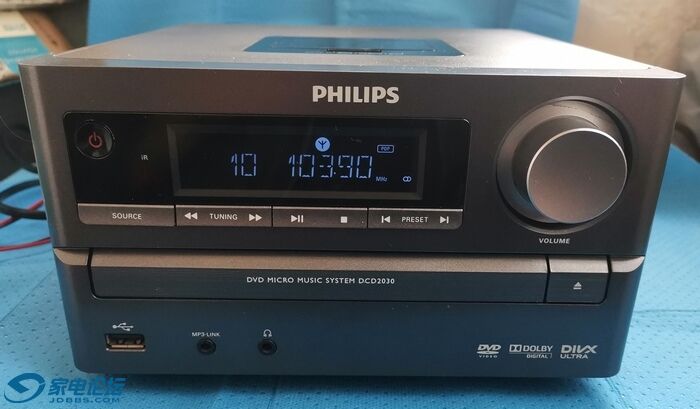 PHILIPS
iR
10 103.90 MHz
POP
SOURCE TUNING PRESET
VOLUME
DVD MICRO MUSIC SYSTEM DCD2030
MP3-LINK
DVD VIDEO
DOLBY DIGITAL
DIVX ULTRA
家电论坛
JDBBS.COM